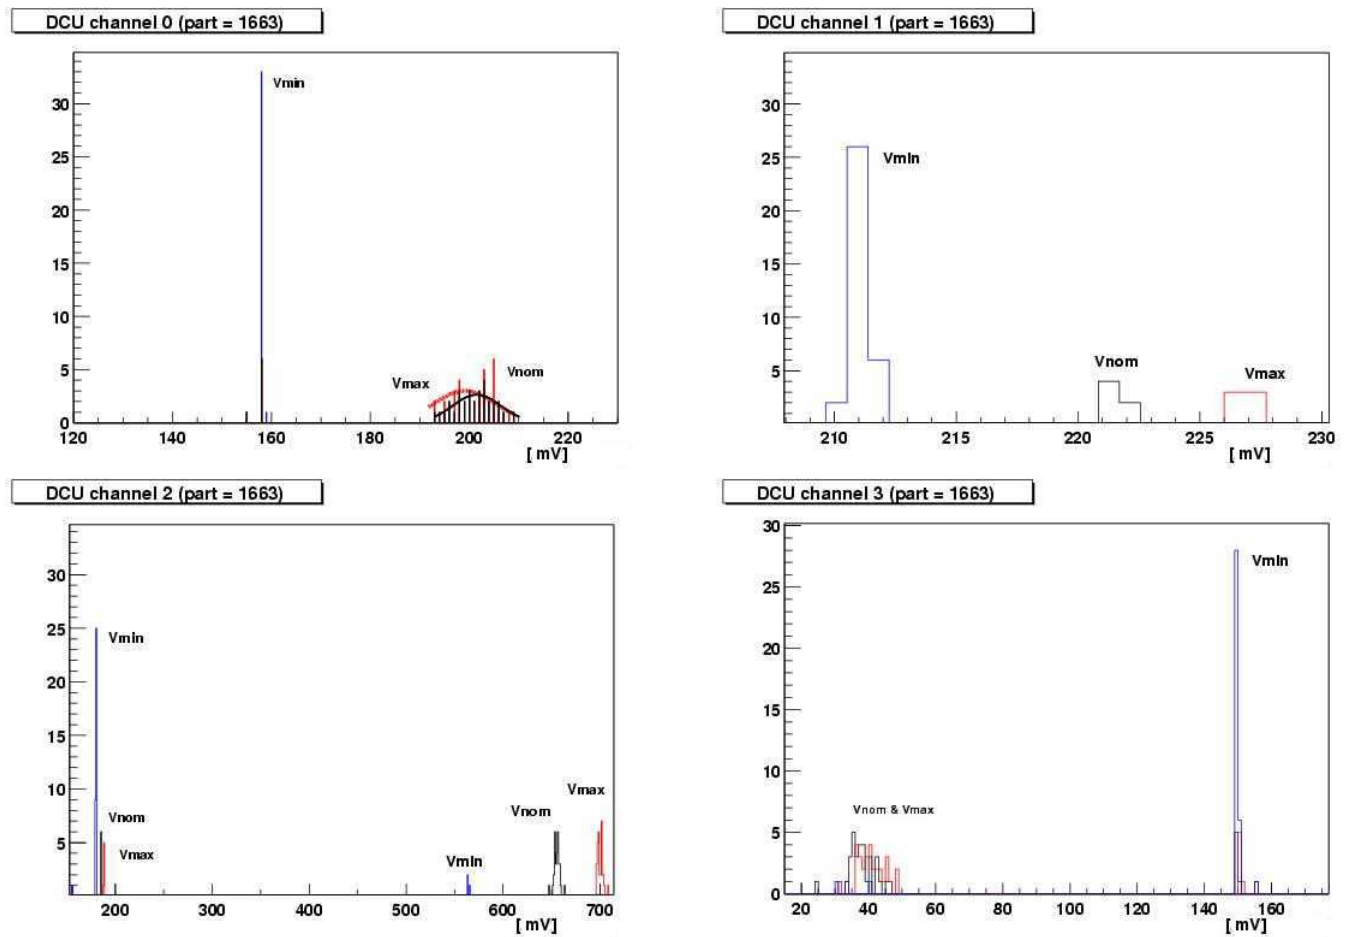 DCU channel 0 (part = 1663)
Vmin
30
25
20
15
10
5
0
Vmax
Vnom
120 140 160 180 200 220
[ mV]
DCU channel 1 (part = 1663)
30
25
20
15
10
5
VmIn
Vnom
Vmax
210 215 220 225 230
[ mV]
DCU channel 2 (part = 1663)
30
25
20
15
10
5
Vmin
Vnom
Vmax
VmIn
Vnom
Vmax
200 300 400 500 600 700
[ mV]
DCU channel 3 (part = 1663)
30
25
20
15
10
5
0
VmIn
Vnom & Vmax
20 40 60 80 100 120 140 160
[ mV]